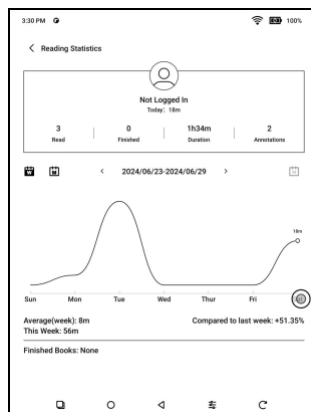 3:30 PM 100%
Reading Statistics
Not Logged In
Today: 18m
3 0 1h34m 2
Read Finished Duration Annotations
W M < 2024/06/23-2024/06/29 >
18m
Sun Mon Tue Wed Thur Fri
Average(week): 8m Compared to last week: +51.35%
This Week: 56m
Finished Books: None